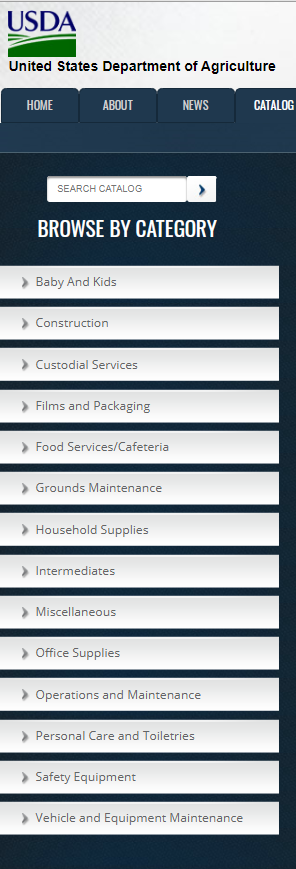 USDA
United States Department of Agriculture
HOME ABOUT NEWS CATALOG
SEARCH CATALOG
BROWSE BY CATEGORY
Baby And Kids
Construction
Custodial Services
Films and Packaging
Food Services/Cafeteria
Grounds Maintenance
Household Supplies
Intermediates
Miscellaneous
Office Supplies
Operations and Maintenance
Personal Care and Toiletries
Safety Equipment
Vehicle and Equipment Maintenance